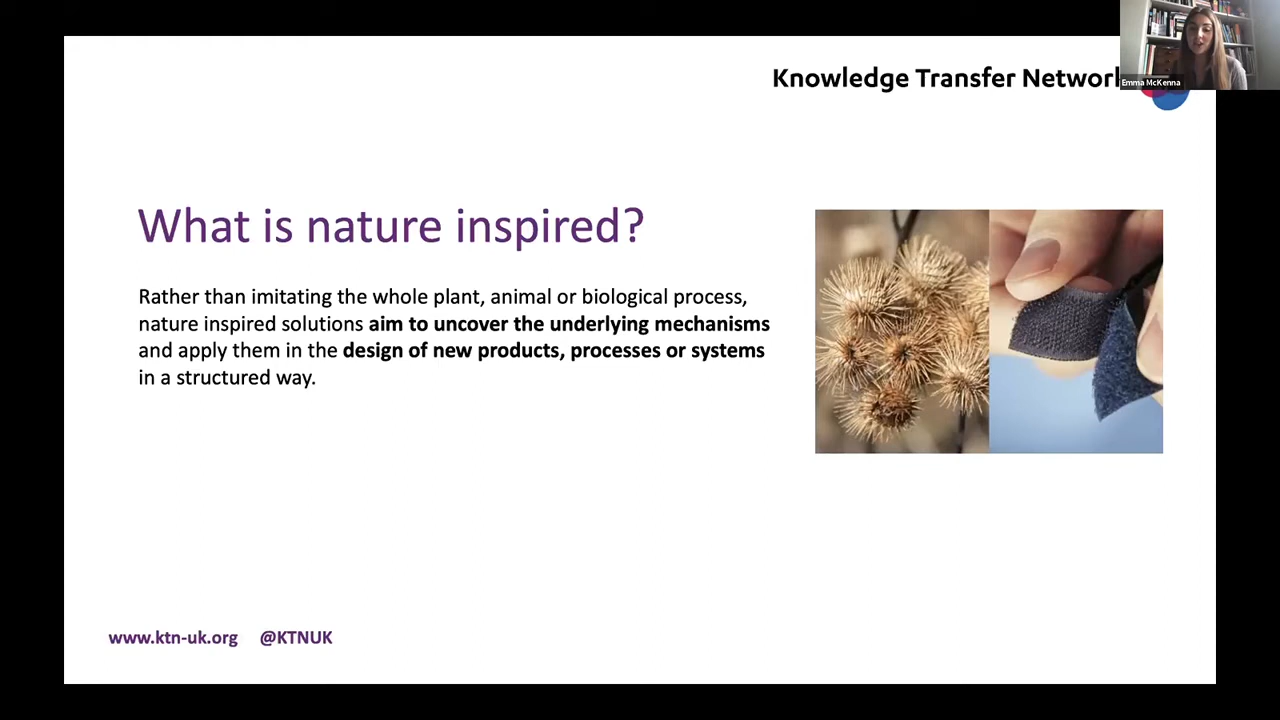 Knowledge Transfer Network
Emma McKenna
What is nature inspired?
Rather than imitating the whole plant, animal or biological process,
nature inspired solutions aim to uncover the underlying mechanisms
and apply them in the design of new products, processes or systems
in a structured way.
www.ktn-uk.org @KTNUK